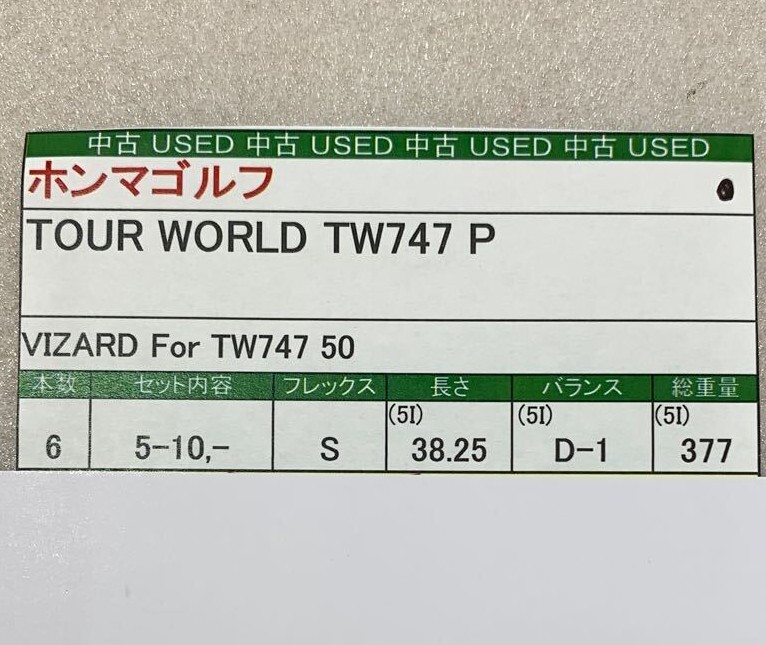 中古 USED 中古 USED 中古 USED 中古 USED
ホンマゴルフ
TOUR WORLD TW747 P
VIZARD For TW747 50
本数 セット内容 フレックス 長さ バランス 総重量
(5I) (5I) (5I)
6 5-10,- S 38.25 D-1 377